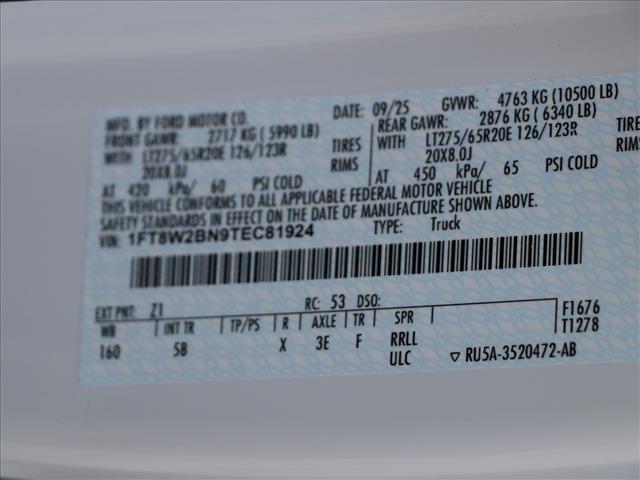 MFD. BY FORD MOTOR CO. DATE: 09/25 GVWR: 4763 KG (10500 LB)
FRONT GAWR: 2717 KG ( 5990 LB) REAR GAWR: 2876 KG ( 6340 LB)
WITH LT275/65R20E 126/123R TIRES WITH LT275/65R20E 126/123R TIRE
20X8.0J RIMS 20X8.0J RIMS
AT 420 kPa/ 60 PSI COLD AT 450 kPa/ 65 PSI COLD
THIS VEHICLE CONFORMS TO ALL APPLICABLE FEDERAL MOTOR VEHICLE
SAFETY STANDARDS IN EFFECT ON THE DATE OF MANUFACTURE SHOWN ABOVE.
VIN: 1FT8W2BN9TEC81924 TYPE: Truck
EXT PNT: Z1 RC: 53 DSO:
WB INT TR TP/PS R AXLE TR SPR F1676
160 5B X 3E F RRLL T1278
ULC ▽ RU5A-3520472-AB